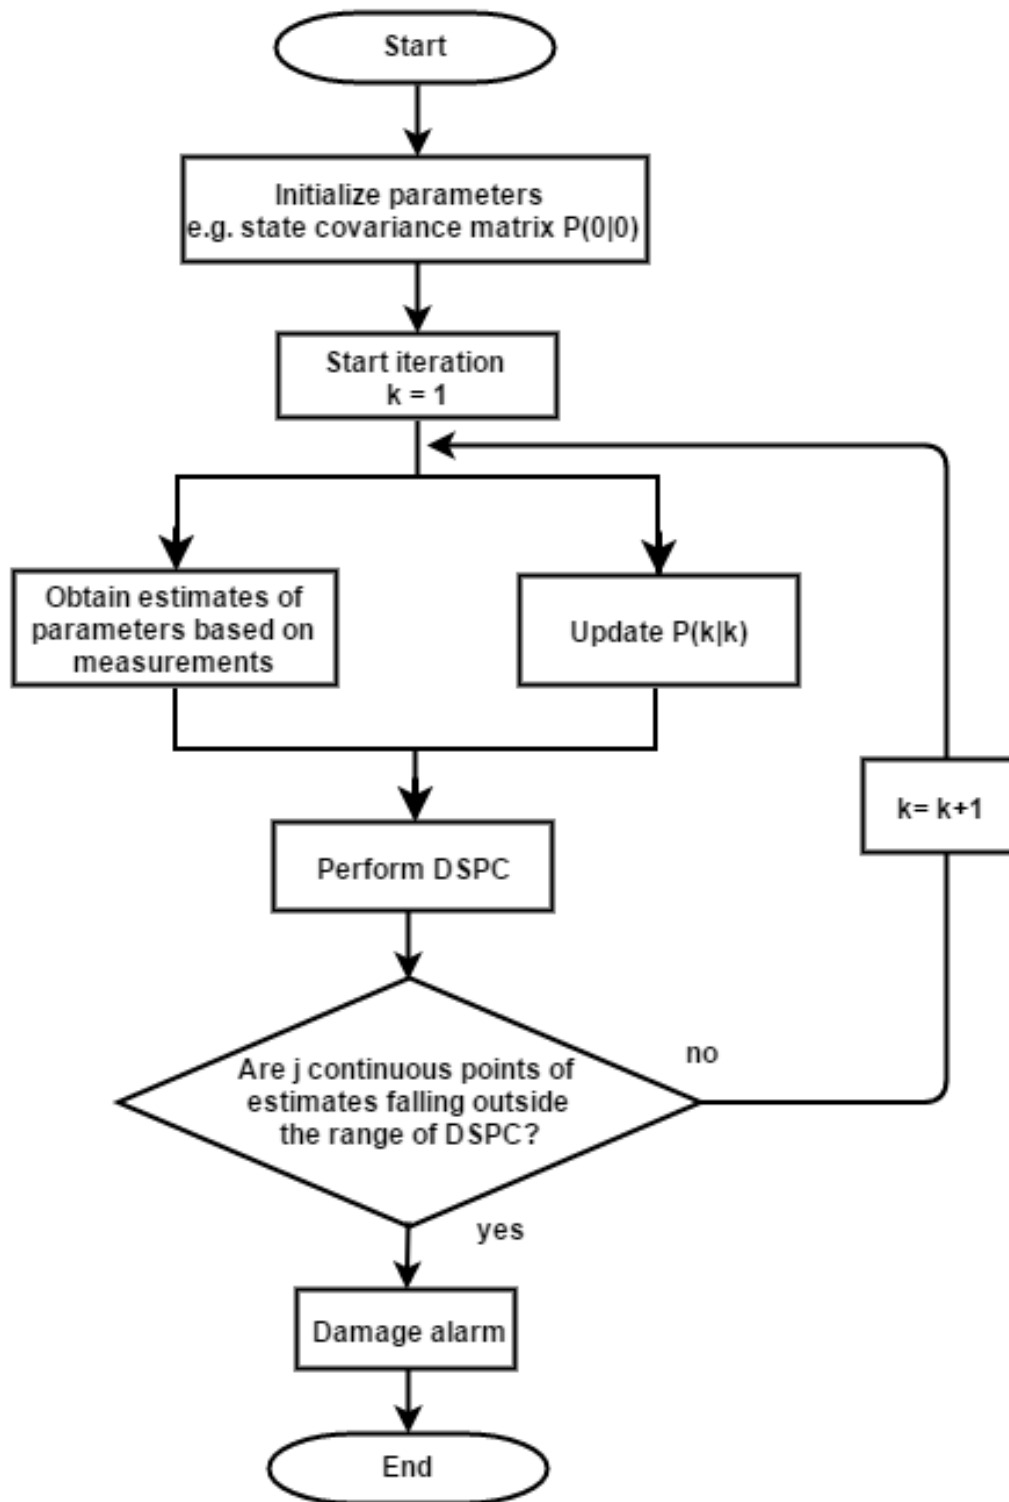 Start
Initialize parameters
e.g. state covariance matrix P(0|0)
Start iteration
k = 1
Obtain estimates of
parameters based on
measurements
Update P(k|k)
k= k+1
Perform DSPC
Are j continuous points of
estimates falling outside
the range of DSPC?
no
yes
Damage alarm
End